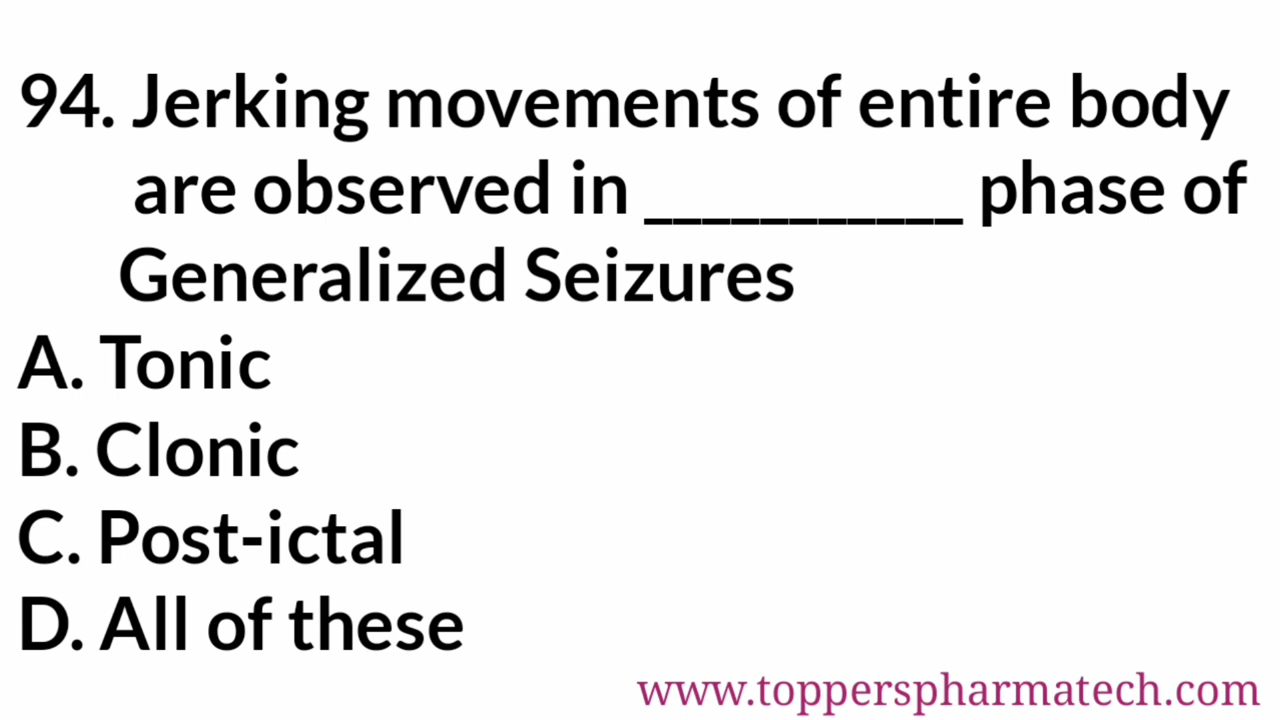 94. Jerking movements of entire body
are observed in ___________ phase of
Generalized Seizures
A. Tonic
B. Clonic
C. Post-ictal
D. All of these
www.topperspharmatech.com